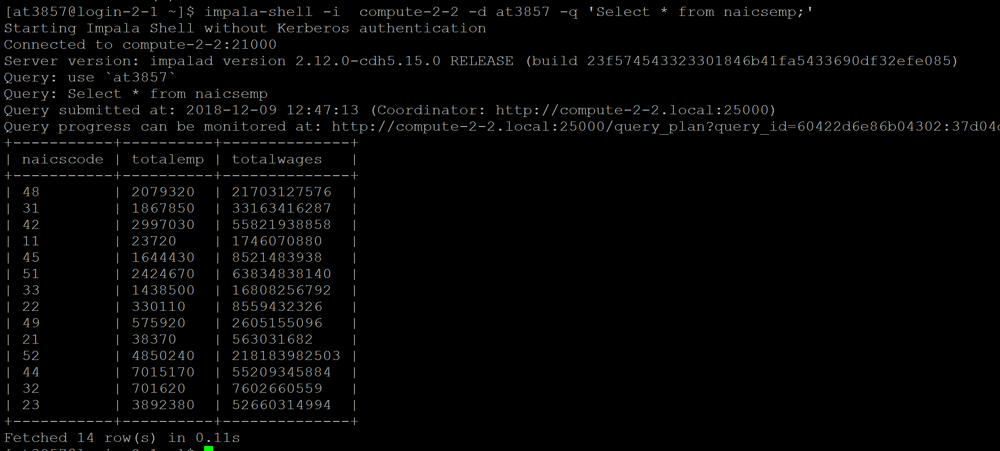 [at3857@login-2-1 ~]$ impala-shell -i  compute-2-2 -d at3857 -q 'Select * from naicsemp;'
Starting Impala Shell without Kerberos authentication
Connected to compute-2-2:21000
Server version: impalad version 2.12.0-cdh5.15.0 RELEASE (build 23f574543323301846b41fa5433690df32efe085)
Query: use `at3857`
Query: Select * from naicsemp
Query submitted at: 2018-12-09 12:47:13 (Coordinator: http://compute-2-2.local:25000)
Query progress can be monitored at: http://compute-2-2.local:25000/query_plan?query_id=60422d6e86b04302:37d04
+-----------+----------+--------------+
| naicscode | totalemp | totalwages   |
+-----------+----------+--------------+
| 48        | 2079320  | 21703127576  |
| 31        | 1867850  | 33163416287  |
| 42        | 2997030  | 55821938858  |
| 11        | 23720    | 1746070880   |
| 45        | 1644430  | 8521483938   |
| 51        | 2424670  | 63834838140  |
| 33        | 1438500  | 16808256792  |
| 22        | 330110   | 8559432326   |
| 49        | 575920   | 2605155096   |
| 21        | 38370    | 563031682    |
| 52        | 4850240  | 218183982503 |
| 44        | 7015170  | 55209345884  |
| 32        | 701620   | 7602660559   |
| 23        | 3892380  | 52660314994  |
+-----------+----------+--------------+
Fetched 14 row(s) in 0.11s